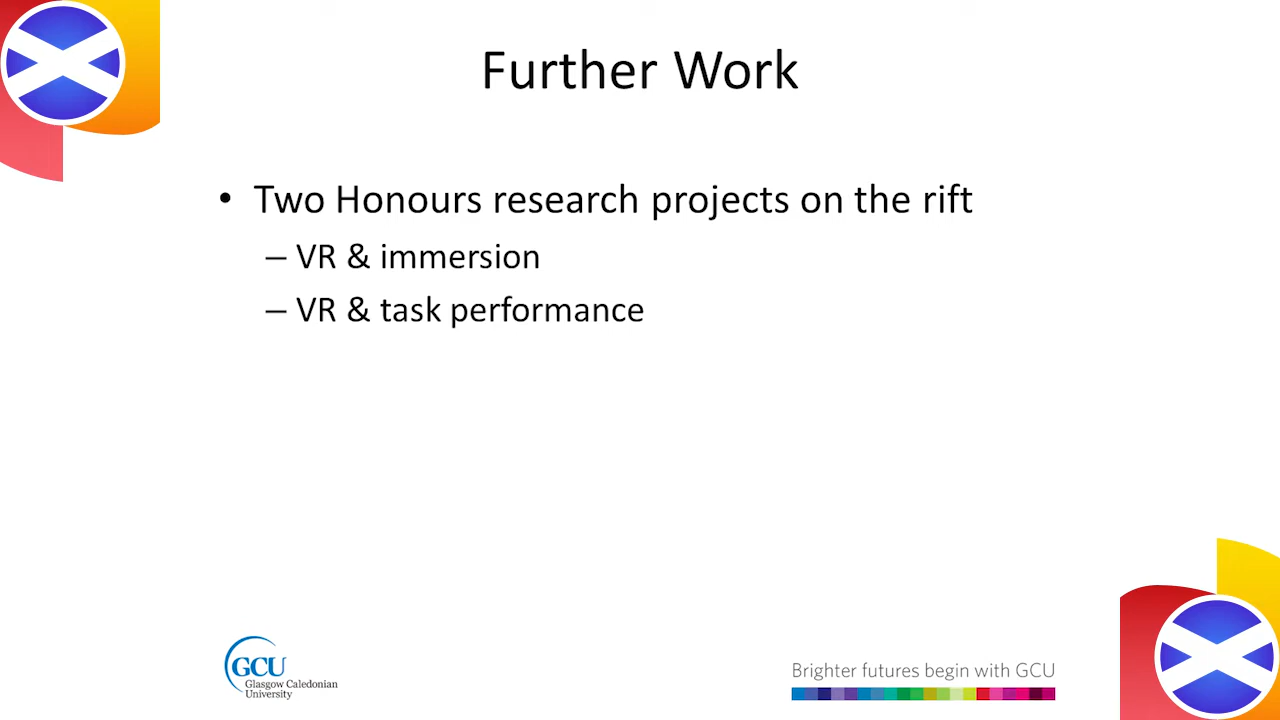 Further Work
• Two Honours research projects on the rift
– VR & immersion
– VR & task performance
GCU
Glasgow Caledonian
University
Brighter futures begin with GCU